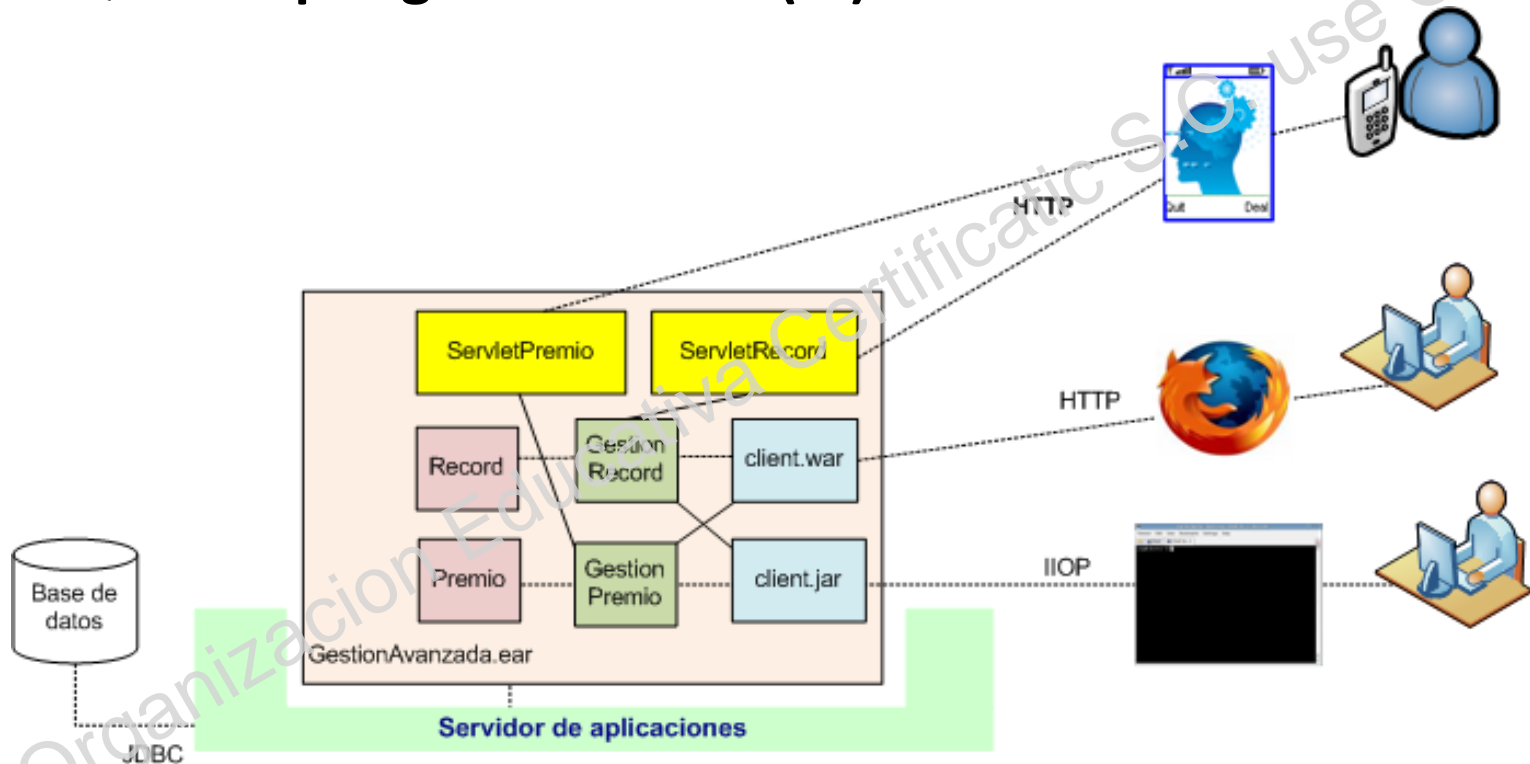 Organizacion Educativa Certificatic S.C. use
Quit
Deal
HTTP
ServletPremio
ServletRecord
HTTP
Record
Gestion
Record
client.war
Base de
datos
Premio
Gestion
Premio
client.jar
IIOP
GestionAvanzada.ear
Servidor de aplicaciones
JDBC